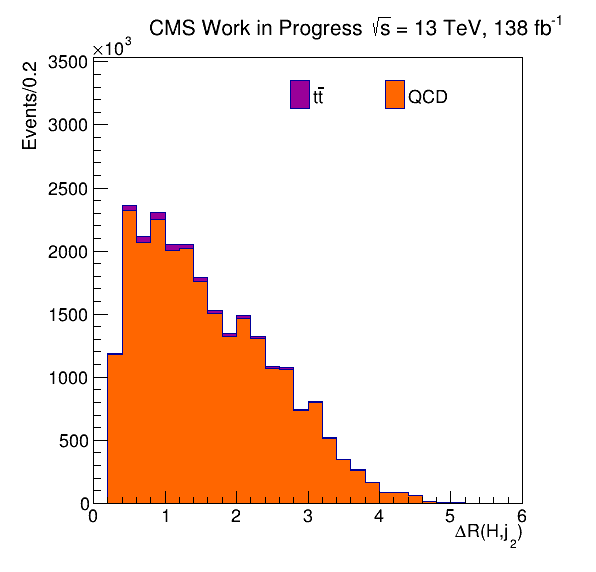 CMS Work in Progress √s = 13 TeV, 138 fb⁻¹
×10³
Events/0.2
3500
3000
2500
2000
1500
1000
500
0
tt̄
QCD
0 1 2 3 4 5 6
ΔR(H,j₂)